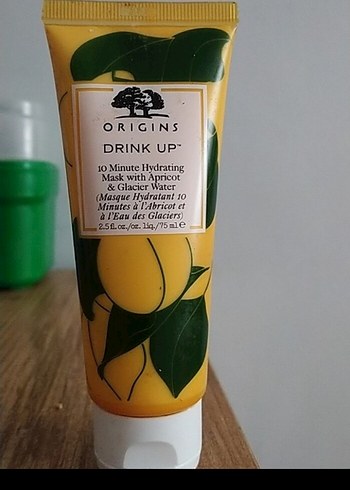 ORIGINS
DRINK UP™
10 Minute Hydrating
Mask with Apricot
& Glacier Water
(Masque Hydratant 10
Minutes à l'Abricot et
à l'Eau des Glaciers)
2.5 fl. oz./oz. liq./75 ml ℮